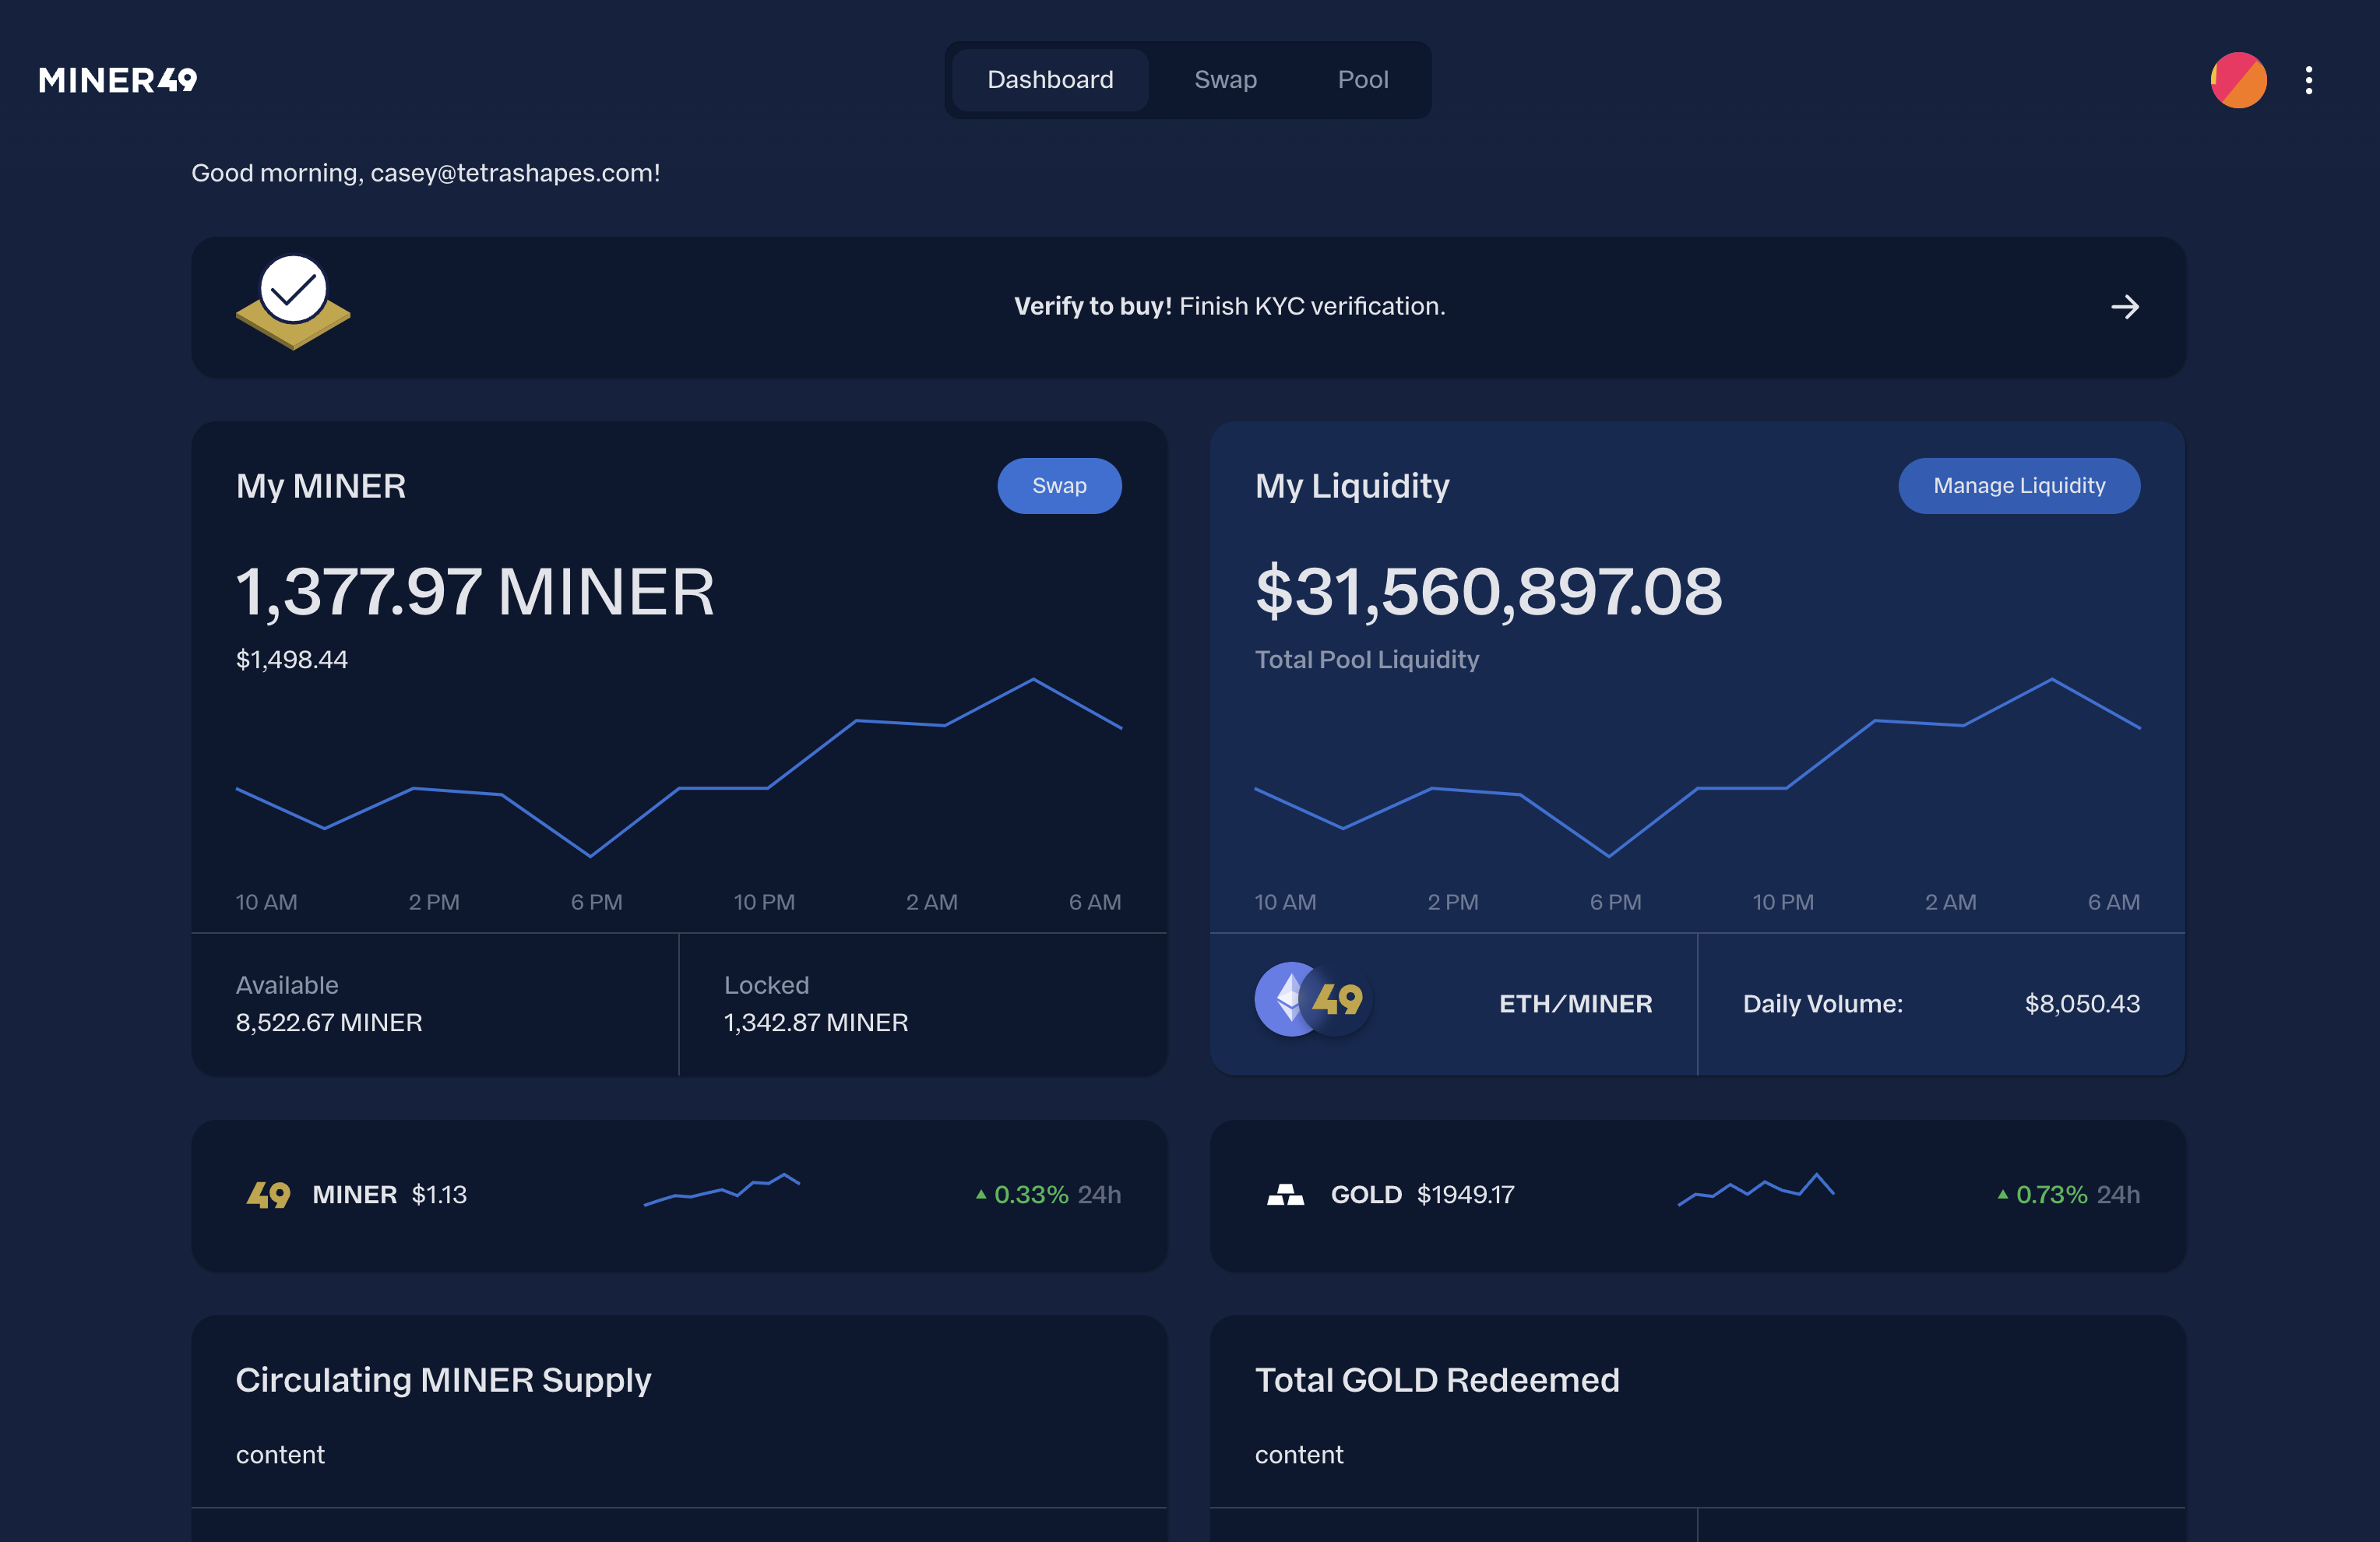 MINER49
Dashboard
Swap
Pool
Good morning, casey@tetrashapes.com!
Verify to buy! Finish KYC verification.
My MINER
Swap
1,377.97 MINER
$1,498.44
10 AM 2 PM 6 PM 10 PM 2 AM 6 AM
Available
8,522.67 MINER
Locked
1,342.87 MINER
My Liquidity
Manage Liquidity
$31,560,897.08
Total Pool Liquidity
10 AM 2 PM 6 PM 10 PM 2 AM 6 AM
49
ETH/MINER
Daily Volume: $8,050.43
49 MINER $1.13
0.33% 24h
GOLD $1949.17
0.73% 24h
Circulating MINER Supply
content
Total GOLD Redeemed
content